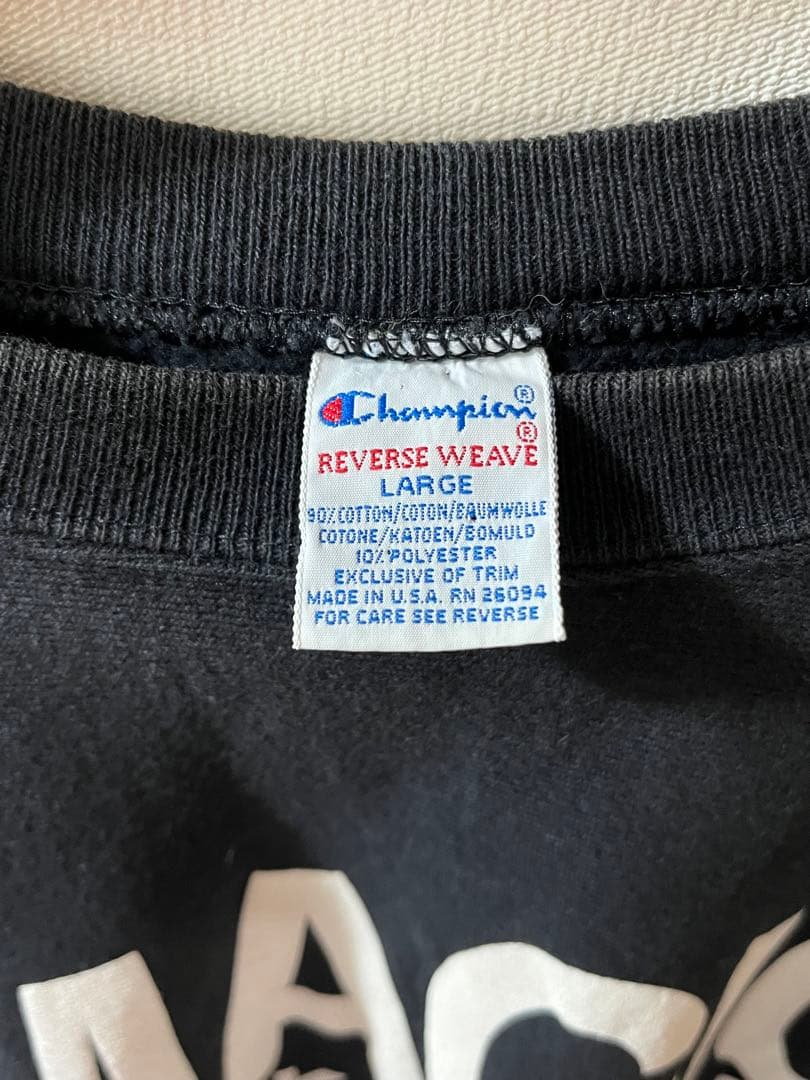 Champion®
REVERSE WEAVE®
LARGE
90% COTTON/COTON/BAUMWOLLE
COTONE/KATOEN/BOMULD
10% POLYESTER
EXCLUSIVE OF TRIM
MADE IN U.S.A. RN 26094
FOR CARE SEE REVERSE